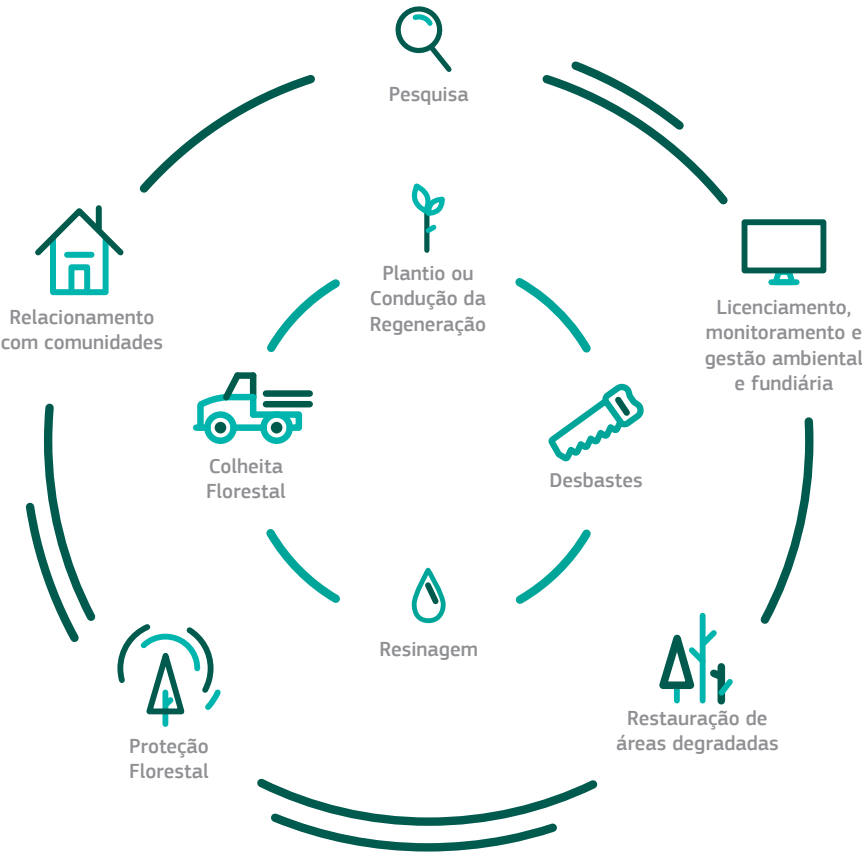 Pesquisa
Plantio ou
Condução da
Regeneração
Relacionamento
com comunidades
Licenciamento,
monitoramento e
gestão ambiental
e fundiária
Colheita
Florestal
Desbastes
Resinagem
Proteção
Florestal
Restauração de
áreas degradadas